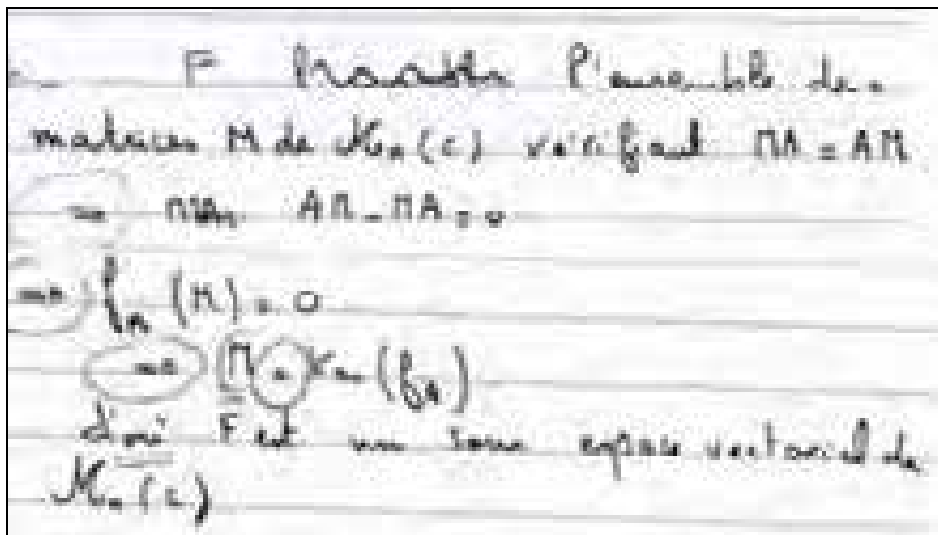 F l'ensemble des
matrices M de Mn(C) vérifiant MA = AM
AM - MA = 0
(M) = 0
M = Ker (fA)
d'où F est un sous espace vectoriel de
Mn(C)